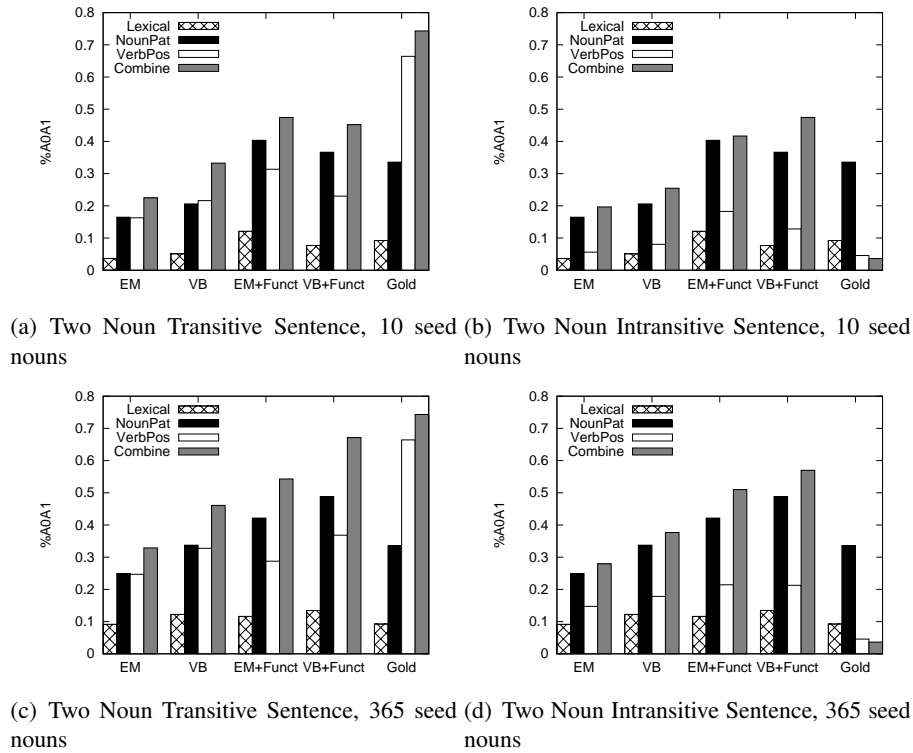 0.8
0.7
0.6
0.5
0.4
0.3
0.2
0.1
0
%A0A1
Lexical
NounPat
VerbPos
Combine
EM VB EM+Funct VB+Funct Gold
(a) Two Noun Transitive Sentence, 10 seed
nouns
0.8
0.7
0.6
0.5
0.4
0.3
0.2
0.1
0
%A0A1
Lexical
NounPat
VerbPos
Combine
EM VB EM+Funct VB+Funct Gold
(b) Two Noun Intransitive Sentence, 10 seed
nouns
0.8
0.7
0.6
0.5
0.4
0.3
0.2
0.1
0
%A0A1
Lexical
NounPat
VerbPos
Combine
EM VB EM+Funct VB+Funct Gold
(c) Two Noun Transitive Sentence, 365 seed
nouns
0.8
0.7
0.6
0.5
0.4
0.3
0.2
0.1
0
%A0A1
Lexical
NounPat
VerbPos
Combine
EM VB EM+Funct VB+Funct Gold
(d) Two Noun Intransitive Sentence, 365 seed
nouns